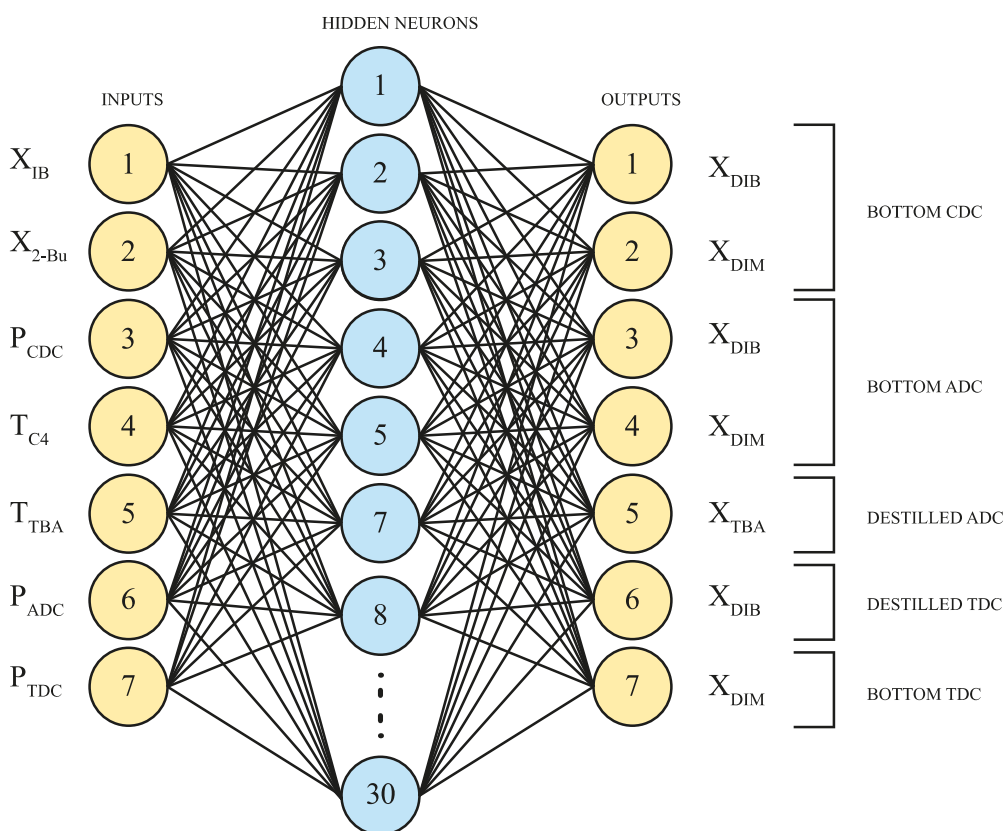 HIDDEN NEURONS
INPUTS
OUTPUTS
1
X_IB 1 2 1 X_DIB
BOTTOM CDC
X_2-Bu 2 3 2 X_DIM
P_CDC 3 4 3 X_DIB
BOTTOM ADC
T_C4 4 5 4 X_DIM
T_TBA 5 7 5 X_TBA DESTILLED ADC
P_ADC 6 8 6 X_DIB DESTILLED TDC
P_TDC 7 7 X_DIM BOTTOM TDC
30